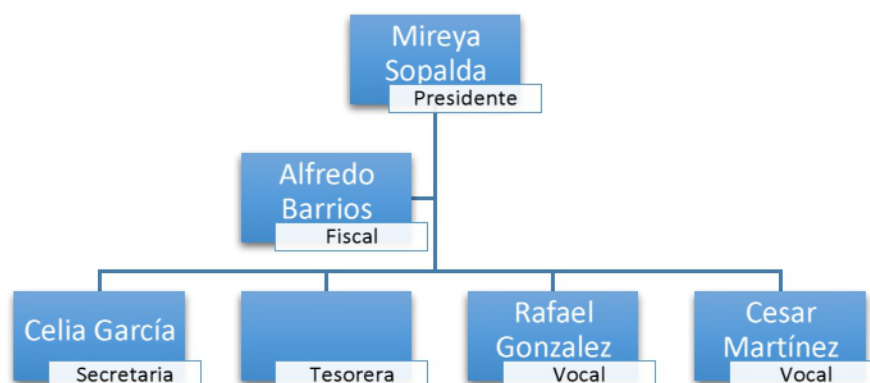 Mireya
Sopalda
Presidente
Alfredo
Barrios
Fiscal
Celia García
Secretaria
Tesorera
Rafael
Gonzalez
Vocal
Cesar
Martínez
Vocal